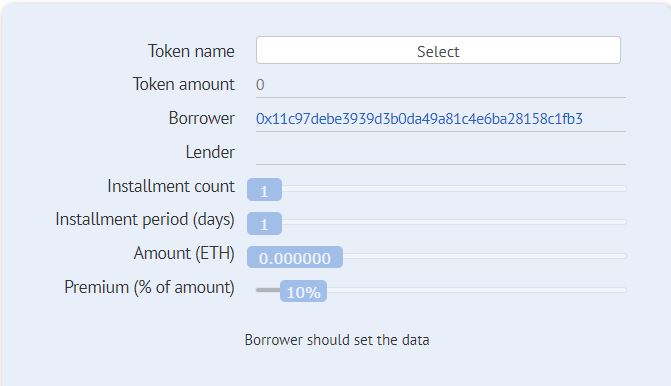 Token name Select
Token amount 0
Borrower 0x11c97debe3939d3b0da49a81c4e6ba28158c1fb3
Lender
Installment count 1
Installment period (days) 1
Amount (ETH) 0.000000
Premium (% of amount) 10%
Borrower should set the data